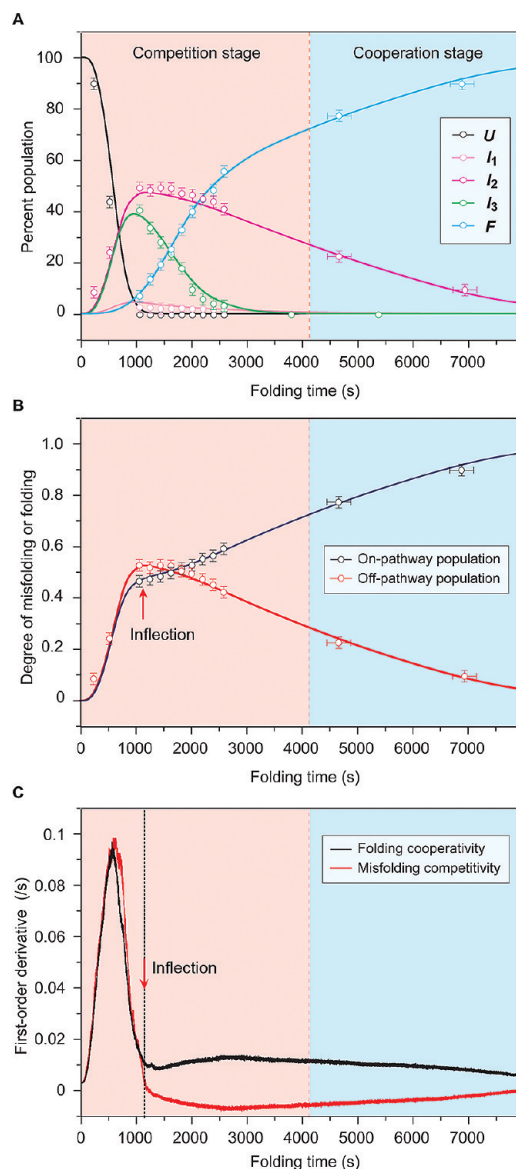 A
Competition stage
Cooperation stage
Percent population
100
80
60
40
20
0
U
I1
I2
I3
F
0 1000 2000 3000 4000 5000 6000 7000
Folding time (s)
B
Degree of misfolding or folding
1.0
0.8
0.6
0.4
0.2
0
On-pathway population
Off-pathway population
Inflection
0 1000 2000 3000 4000 5000 6000 7000
Folding time (s)
C
First-order derivative (/s)
0.1
0.08
0.06
0.04
0.02
0
Folding cooperativity
Misfolding competitivity
Inflection
0 1000 2000 3000 4000 5000 6000 7000
Folding time (s)